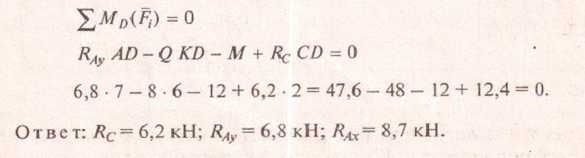 ∑ M_D(F̄_i) = 0
R_Ay AD – Q KD – M + R_C CD = 0
6,8 · 7 – 8 · 6 – 12 + 6,2 · 2 = 47,6 – 48 – 12 + 12,4 = 0.
Ответ: R_C = 6,2 кН; R_Ay = 6,8 кН; R_Ax = 8,7 кН.